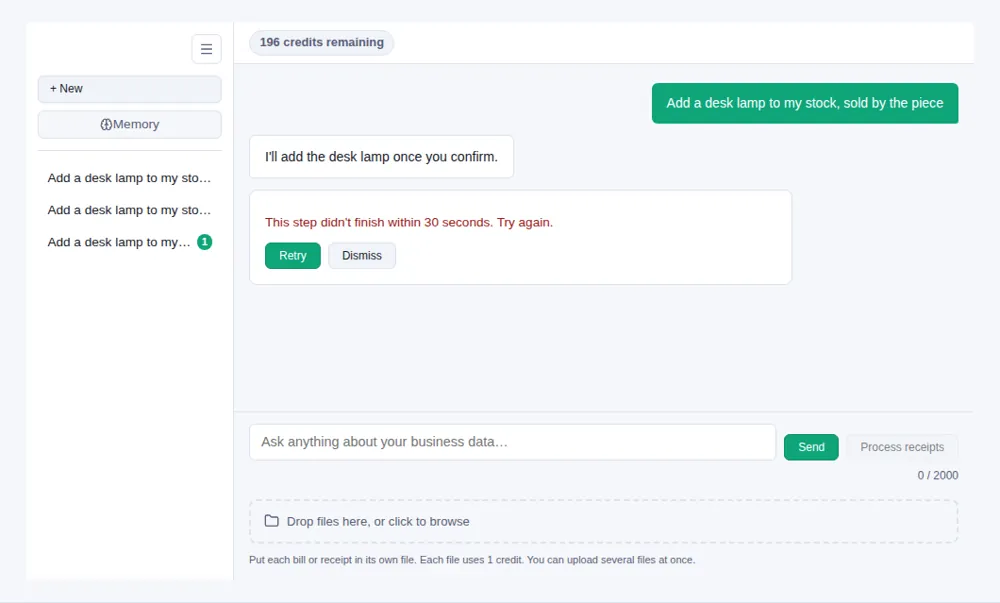 196 credits remaining
+ New
Memory
Add a desk lamp to my sto…
Add a desk lamp to my sto…
Add a desk lamp to my… 1
Add a desk lamp to my stock, sold by the piece
I'll add the desk lamp once you confirm.
This step didn't finish within 30 seconds. Try again.
Retry Dismiss
Ask anything about your business data…
Send Process receipts
0 / 2000
Drop files here, or click to browse
Put each bill or receipt in its own file. Each file uses 1 credit. You can upload several files at once.